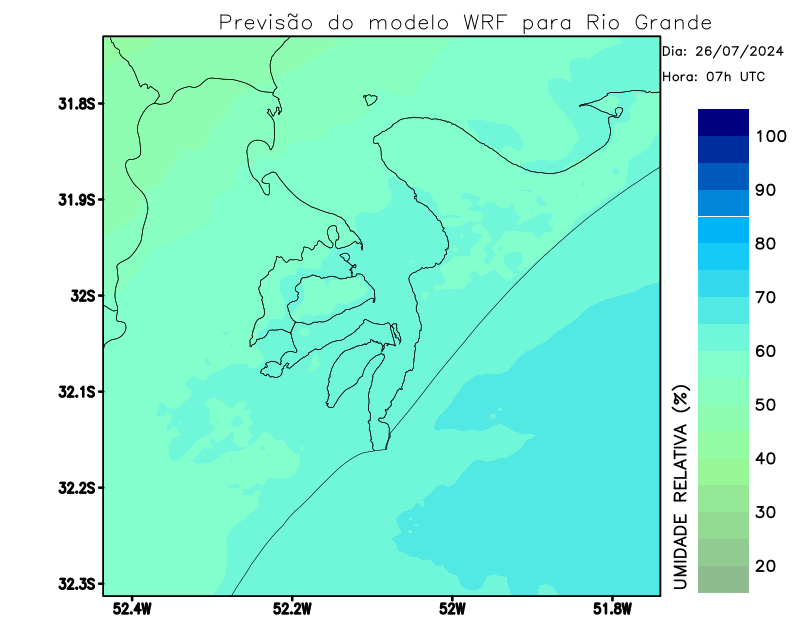 Previsão do modelo WRF para Rio Grande
Dia: 26/07/2024
Hora: 07h UTC
31.8S
31.9S
32S
32.1S
32.2S
32.3S
52.4W
52.2W
52W
51.8W
100
90
80
70
60
50
40
30
20
UMIDADE RELATIVA (%)